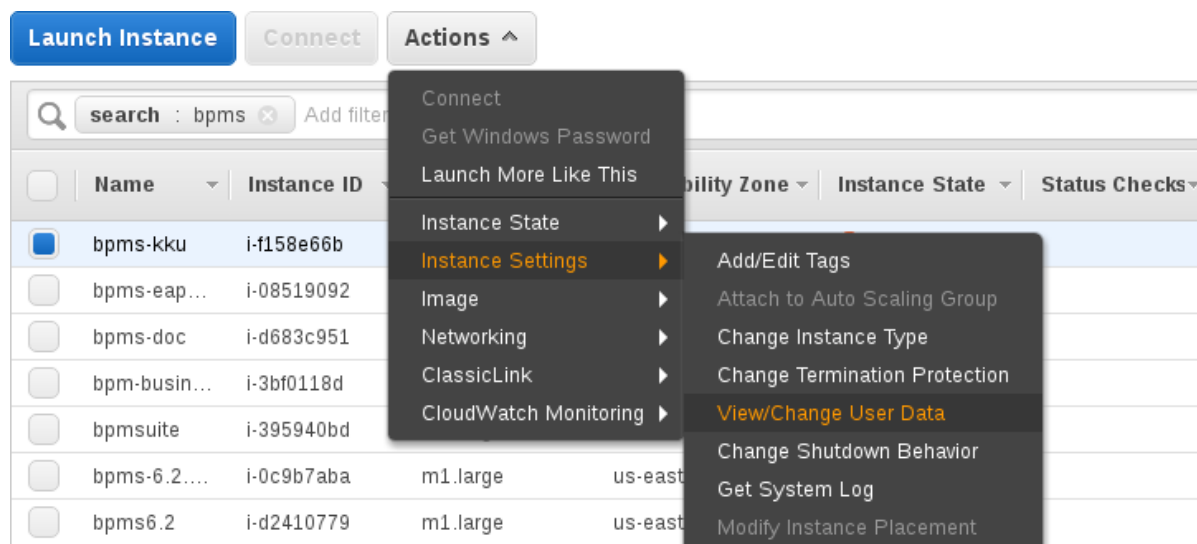 Launch Instance Connect Actions
search : bpms Add filter
Connect
Get Windows Password
Launch More Like This
Name Instance ID bility Zone Instance State Status Checks
Instance State
bpms-kku i-f158e66b
Instance Settings Add/Edit Tags
bpms-eap... i-08519092
Image Attach to Auto Scaling Group
bpms-doc i-d683c951 Networking Change Instance Type
ClassicLink Change Termination Protection
bpm-busin... i-3bf0118d
CloudWatch Monitoring View/Change User Data
bpmsuite i-395940bd
Change Shutdown Behavior
bpms-6.2.... i-0c9b7aba m1.large us-east
Get System Log
bpms6.2 i-d2410779 m1.large us-east Modify Instance Placement